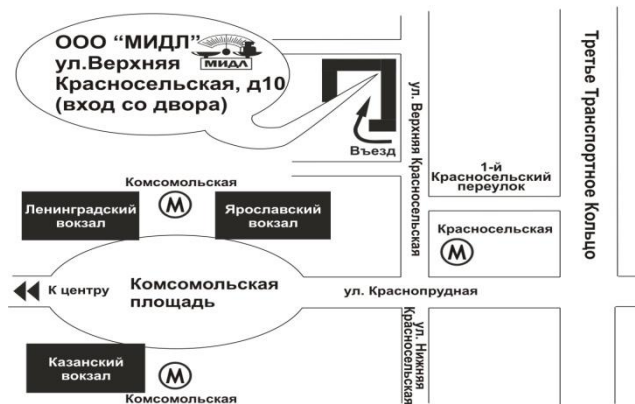 ООО “МИДЛ”
ул.Верхняя
Красносельская, д10
(вход со двора)
МИДЛ
Въезд
ул. Верхняя Красносельская
Третье Транспортное Кольцо
1-й
Красносельский
переулок
Комсомольская
М
Ленинградский
вокзал
Ярославский
вокзал
Красносельская
М
К центру
Комсомольская
площадь
ул. Краснопрудная
ул. Нижняя
Красносельская
Казанский
вокзал
М
Комсомольская